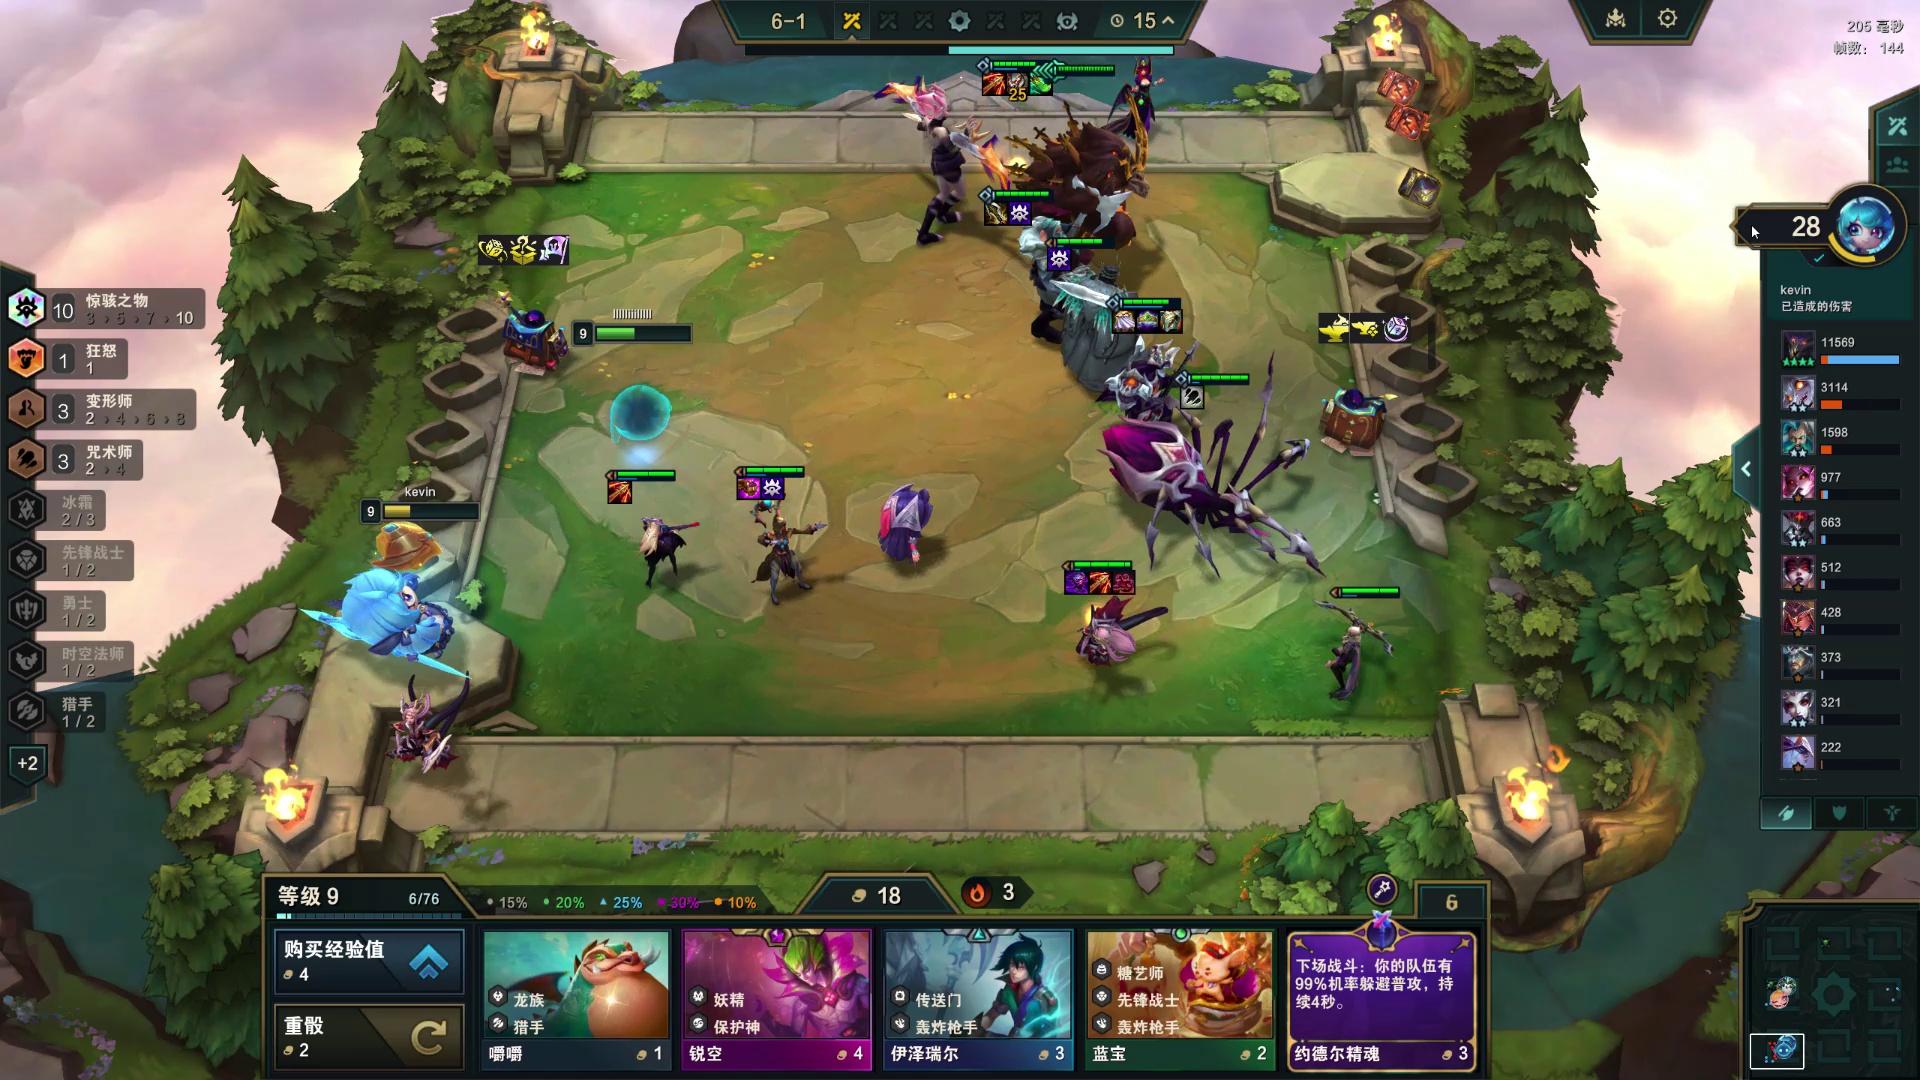 6-1
15
205 毫秒
帧数： 144
25
28
kevin
已造成的伤害
11569
3114
1598
977
663
512
428
373
321
222
10 惊骇之物
3 › 5 › 7 › 10
1 狂怒
1
3 变形师
2 › 4 › 6 › 8
3 咒术师
2 › 4
冰霜
2 / 3
先锋战士
1 / 2
勇士
1 / 2
时空法师
1 / 2
猎手
1 / 2
+2
9
kevin
9
等级 9
6/76
15%
20%
25%
30%
10%
18
3
6
购买经验值
4
重骰
2
龙族
猎手
嚼嚼
1
妖精
保护神
锐空
4
传送门
轰炸枪手
伊泽瑞尔
3
糖艺师
先锋战士
轰炸枪手
蓝宝
2
下场战斗：你的队伍有
99%机率躲避普攻，持
续4秒。
约德尔精魂
3